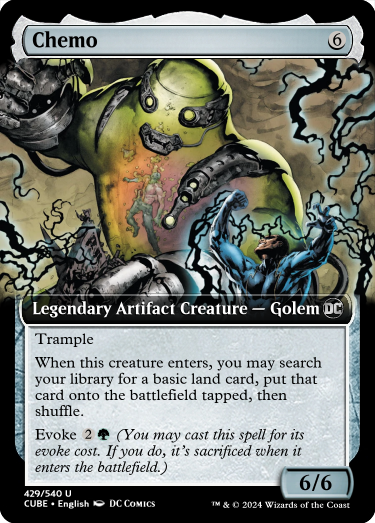 Chemo 6
Legendary Artifact Creature — Golem DC
Trample
When this creature enters, you may search
your library for a basic land card, put that
card onto the battlefield tapped, then
shuffle.
Evoke 2 (You may cast this spell for its
evoke cost. If you do, it's sacrificed when it
enters the battlefield.)
6/6
429/540 U
CUBE • English DC COMICS ™ & © 2024 Wizards of the Coast